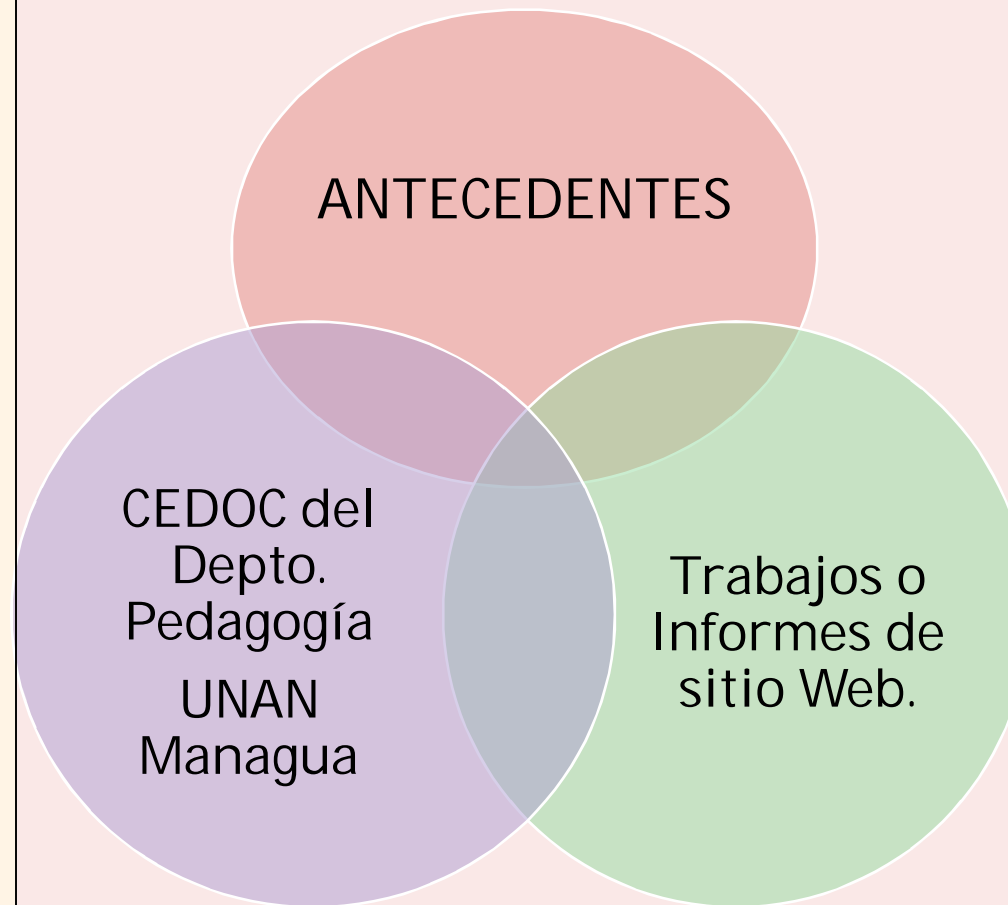 ANTECEDENTES
CEDOC del
Depto.
Pedagogía
UNAN
Managua
Trabajos o
Informes de
sitio Web.